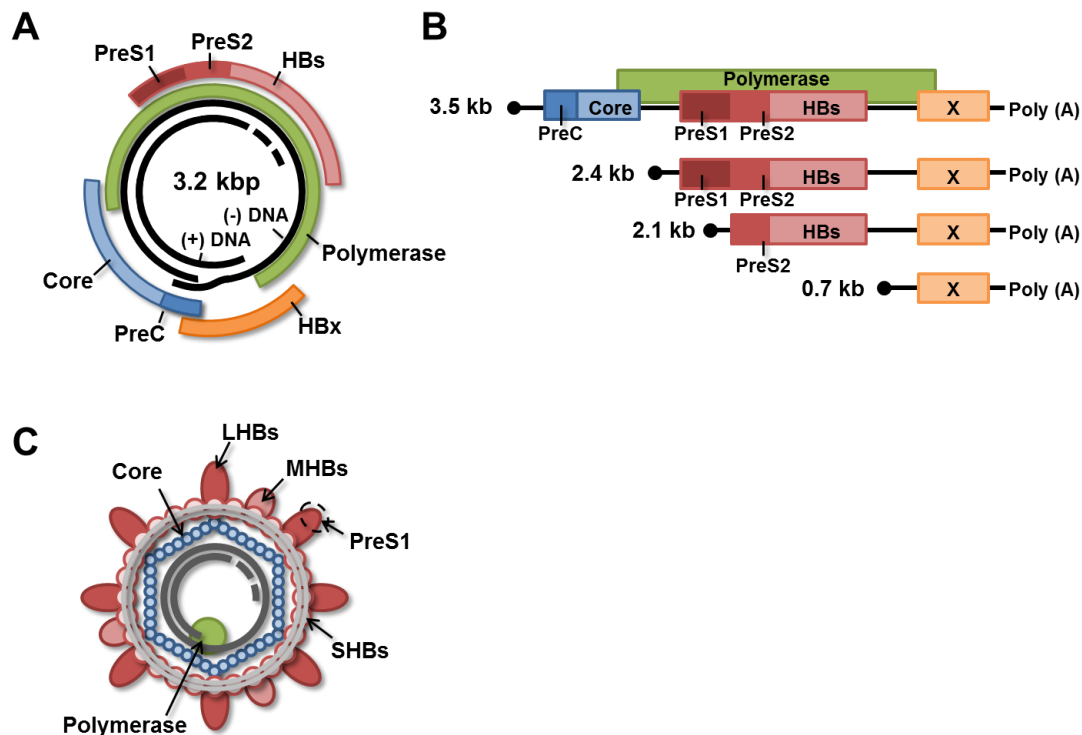 A
PreS1
PreS2
HBs
3.2 kbp
(-) DNA
(+) DNA
Polymerase
Core
PreC
HBx
B
Polymerase
3.5 kb
Core
HBs
X
Poly (A)
PreC
PreS1
PreS2
2.4 kb
HBs
X
Poly (A)
PreS1
PreS2
2.1 kb
HBs
X
Poly (A)
PreS2
0.7 kb
X
Poly (A)
C
LHBs
Core
MHBs
PreS1
SHBs
Polymerase